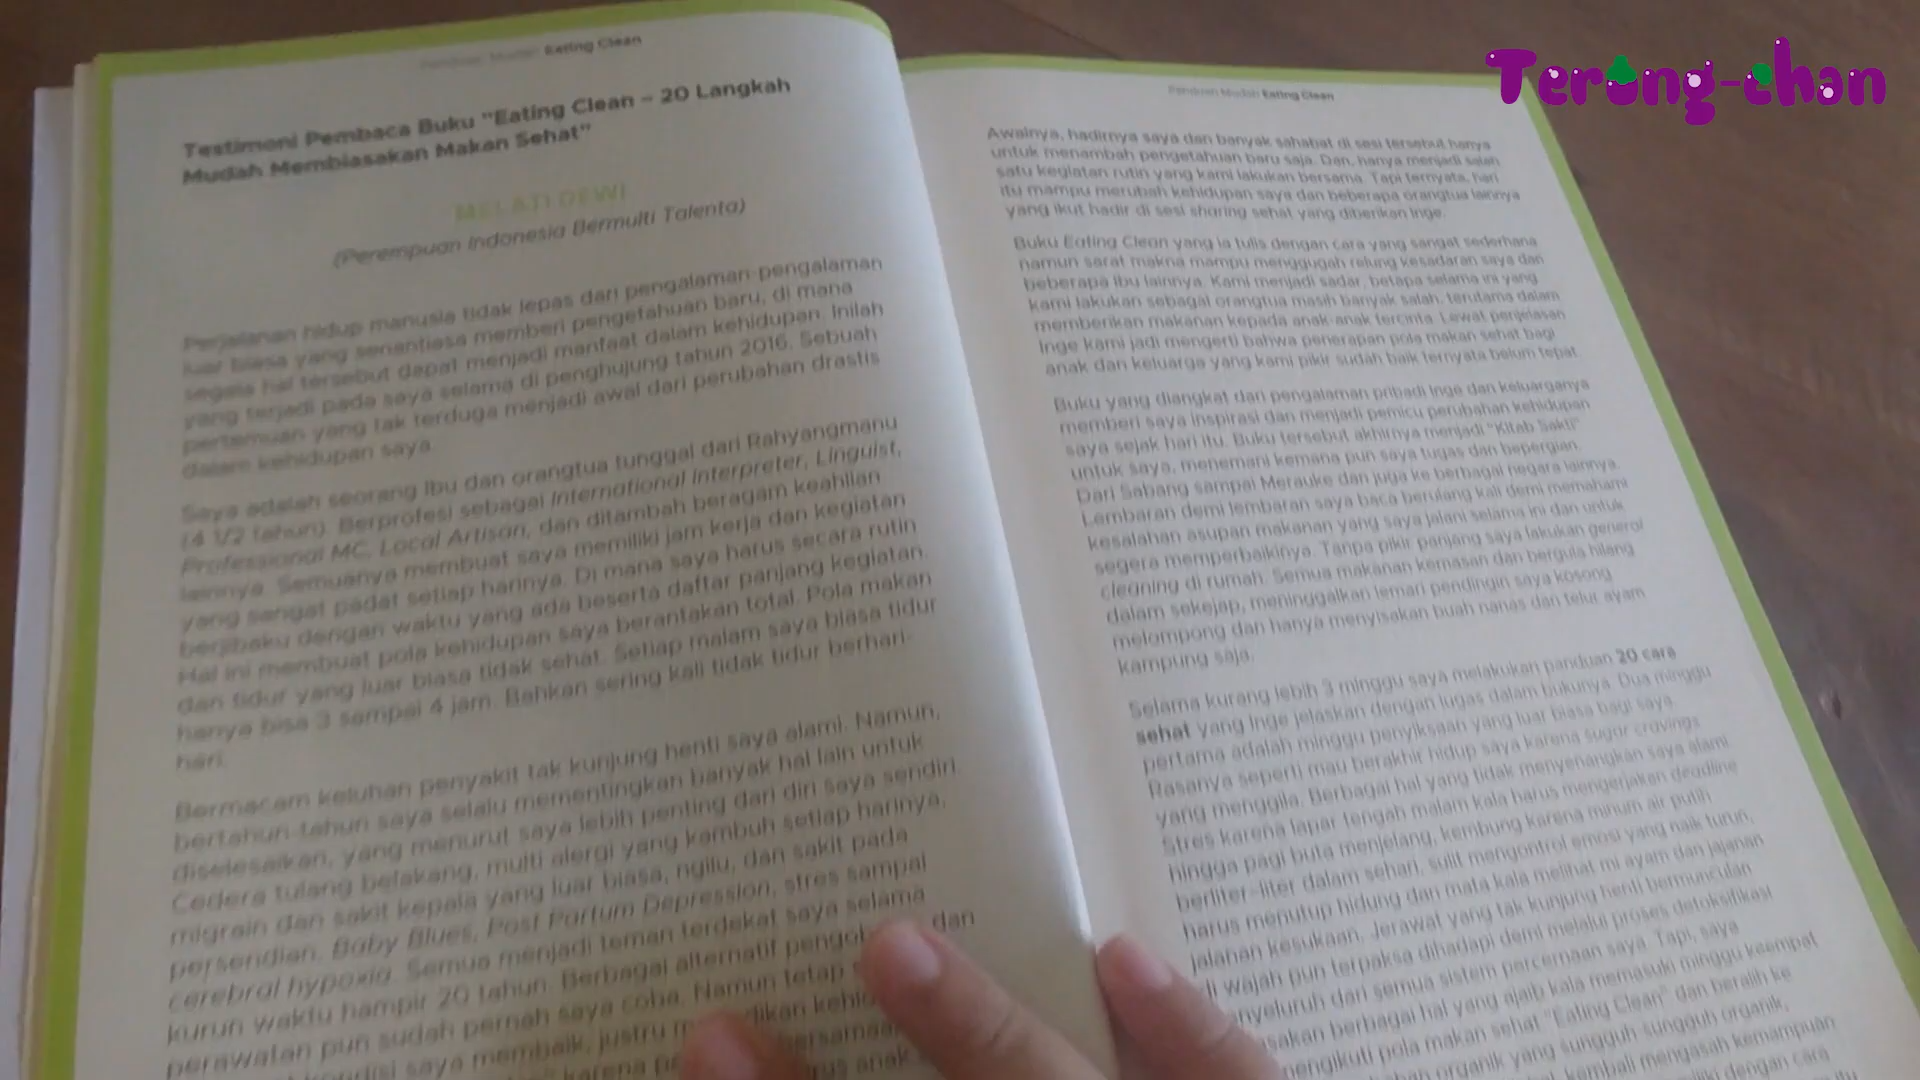 Terong-chan
Panduan Mudah Eating Clean
Testimoni Pembaca Buku "Eating Clean – 20 Langkah
Mudah Membiasakan Makan Sehat"
MELATI DEWI
(Perempuan Indonesia Bermulti Talenta)
Perjalanan hidup manusia tidak lepas dari pengalaman-pengalaman
luar biasa yang senantiasa memberi pengetahuan baru, di mana
segala hal tersebut dapat menjadi manfaat dalam kehidupan. Inilah
yang terjadi pada saya selama di penghujung tahun 2016. Sebuah
pertemuan yang tak terduga menjadi awal dari perubahan drastis
dalam kehidupan saya.
Saya adalah seorang ibu dan orangtua tunggal dari Rahyangmanu
(4 1/2 tahun). Berprofesi sebagai International Interpreter, Linguist,
Professional MC, Local Artisan, dan ditambah beragam keahlian
lainnya. Semuanya membuat saya memiliki jam kerja dan kegiatan
yang sangat padat setiap harinya. Di mana saya harus secara rutin
berjibaku dengan waktu yang ada beserta daftar panjang kegiatan.
Hal ini membuat pola kehidupan saya berantakan total. Pola makan
dan tidur yang luar biasa tidak sehat. Setiap malam saya biasa tidur
hanya bisa 3 sampai 4 jam. Bahkan sering kali tidak tidur berhari-
hari.
Bermacam keluhan penyakit tak kunjung henti saya alami. Namun,
bertahun-tahun saya selalu mementingkan banyak hal lain untuk
diselesaikan, yang menurut saya lebih penting dari diri saya sendiri.
Cedera tulang belakang, multi alergi yang kambuh setiap harinya,
migrain dan sakit kepala yang luar biasa, ngilu, dan sakit pada
persendian, Baby Blues, Post Partum Depression, stres sampai
cerebral hypoxia. Semua menjadi teman terdekat saya selama
kurun waktu hampir 20 tahun. Berbagai alternatif dan
perawatan pun sudah pernah saya coba. Namun tetap
kondisi saya membaik, justru
karena
anak
Panduan Mudah Eating Clean
Awalnya, hadirnya saya dan banyak sahabat di sesi tersebut hanya
untuk menambah pengetahuan baru saja. Dan, hanya menjadi salah
satu kegiatan rutin yang kami lakukan bersama. Tapi ternyata, hari
itu mampu merubah kehidupan saya dan beberapa orangtua lainnya
yang ikut hadir di sesi sharing sehat yang diberikan Inge.
Buku Eating Clean yang ia tulis dengan cara yang sangat sederhana
namun sarat makna mampu menggugah relung kesadaran saya dan
beberapa ibu lainnya. Kami menjadi sadar, betapa selama ini yang
kami lakukan sebagai orangtua masih banyak salah, terutama dalam
memberikan makanan kepada anak-anak tercinta. Lewat penjelasan
Inge kami jadi mengerti bahwa penerapan pola makan sehat bagi
anak dan keluarga yang kami pikir sudah baik ternyata belum tepat.
Buku yang diangkat dari pengalaman pribadi Inge dan keluarganya
memberi saya inspirasi dan menjadi pemicu perubahan kehidupan
saya sejak hari itu. Buku tersebut akhirnya menjadi "Kitab Sakti"
untuk saya, menemani kemana pun saya tugas dan bepergian.
Dari Sabang sampai Merauke dan juga ke berbagai negara lainnya.
Lembaran demi lembaran saya baca berulang kali demi memahami
kesalahan asupan makanan yang saya jalani selama ini dan untuk
segera memperbaikinya. Tanpa pikir panjang saya lakukan general
cleaning di rumah. Semua makanan kemasan dan bergula hilang
dalam sekejap, meninggalkan lemari pendingin saya kosong
melompong dan hanya menyisakan buah nanas dan telur ayam
kampung saja.
Selama kurang lebih 3 minggu saya melakukan panduan 20 cara
sehat yang Inge jelaskan dengan lugas dalam bukunya. Dua minggu
pertama adalah minggu penyiksaan yang luar biasa bagi saya.
Rasanya seperti mau berakhir hidup saya karena sugar cravings
yang menggila. Berbagai hal yang tidak menyenangkan saya alami.
Stres karena lapar tengah malam kala harus mengerjakan deadline
hingga pagi buta menjelang, kembung karena minum air putih
berliter-liter dalam sehari, sulit mengontrol emosi yang naik turun,
harus menutup hidung dan mata kala melihat mi ayam dan jajanan
jalanan kesukaan. Jerawat yang tak kunjung henti bermunculan
di wajah pun terpaksa dihadapi demi melalui proses detoksifikasi
menyeluruh dari semua sistem pencernaan saya. Tapi, saya
berbagai hal yang ajaib kala memasuki minggu keempat
mengikuti pola makan sehat "Eating Clean" dan beralih ke
organik yang sungguh-sungguh organik,
kembali mengasah kemampuan
dengan cara